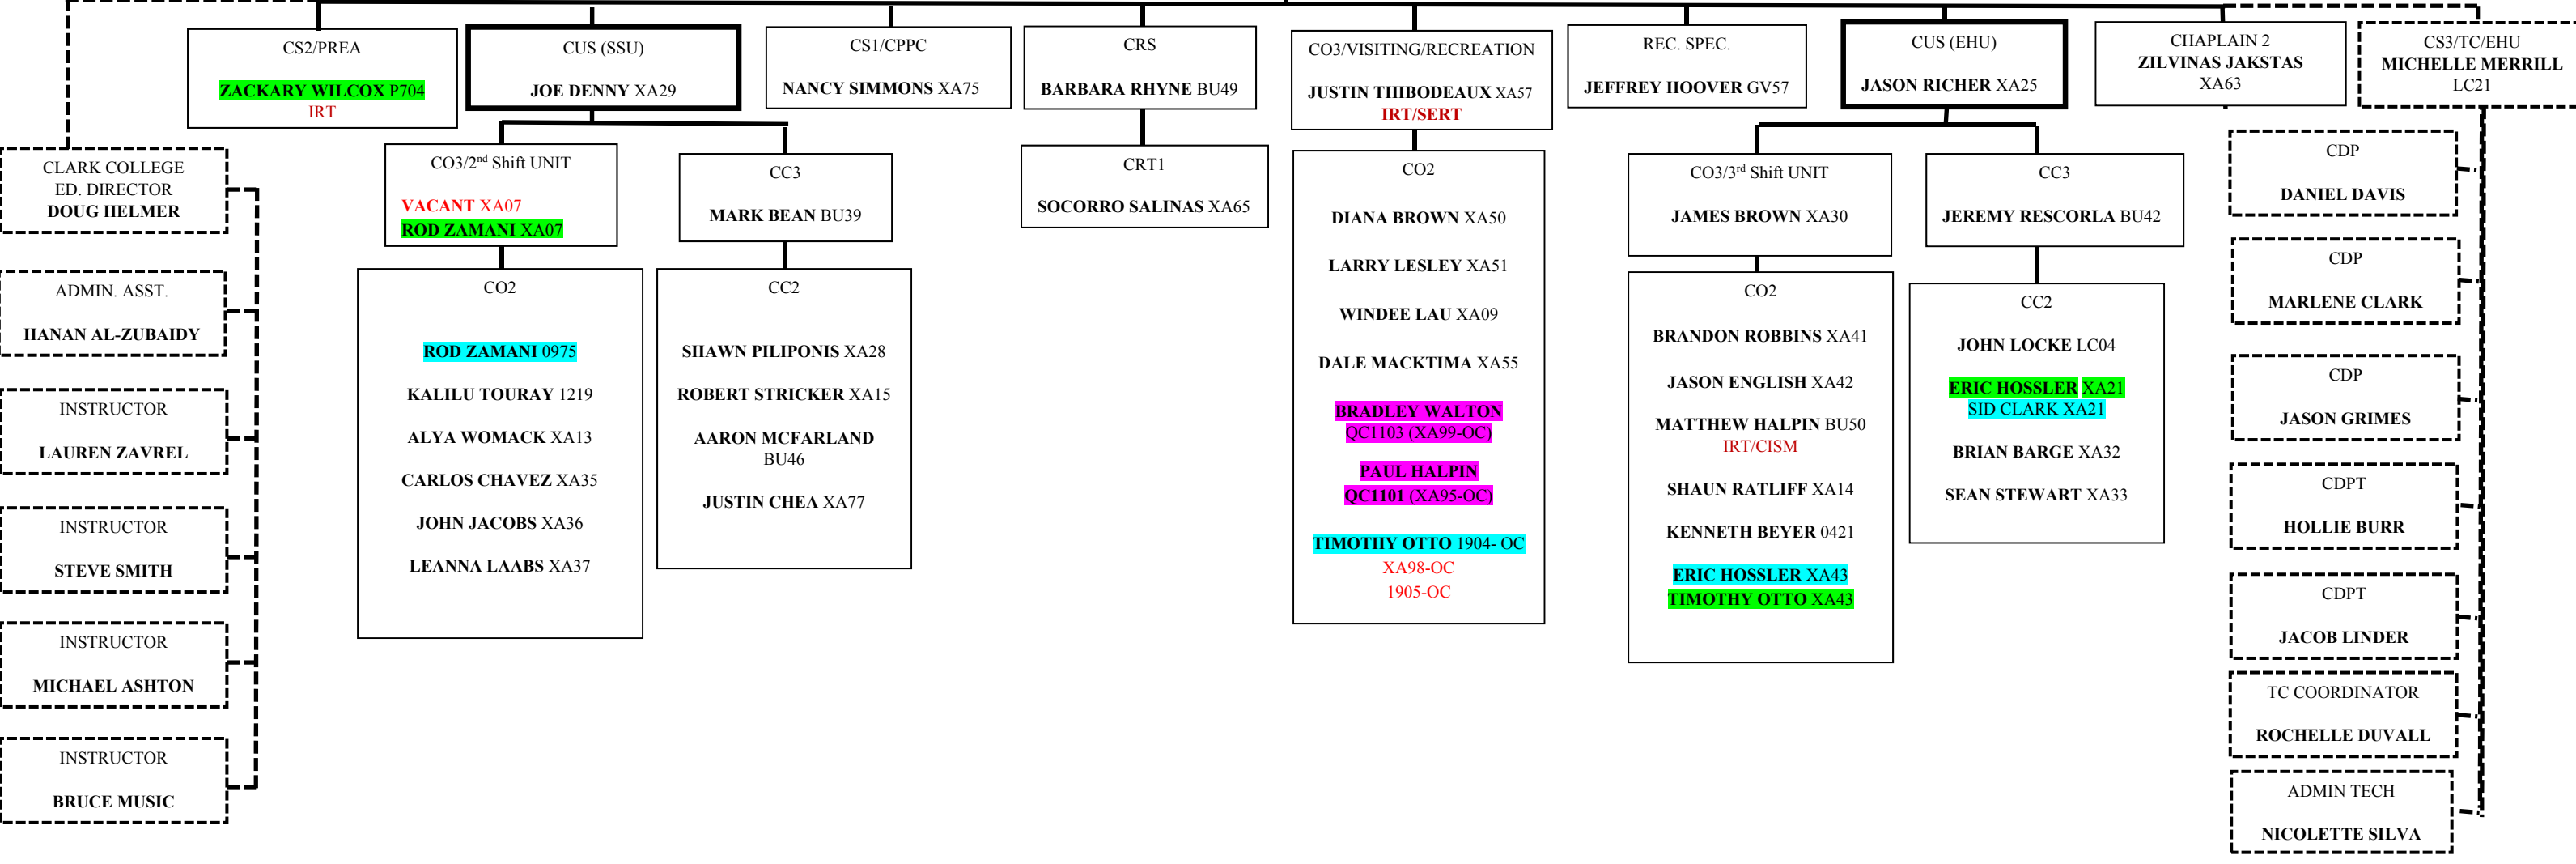 CS2/PREA
ZACKARY WILCOX P704
IRT
CUS (SSU)
JOE DENNY XA29
CS1/CPPC
NANCY SIMMONS XA75
CRS
BARBARA RHYNE BU49
CO3/VISITING/RECREATION
JUSTIN THIBODEAUX XA57
IRT/SERT
REC. SPEC.
JEFFREY HOOVER GV57
CUS (EHU)
JASON RICHER XA25
CHAPLAIN 2
ZILVINAS JAKSTAS
XA63
CS3/TC/EHU
MICHELLE MERRILL
LC21
CLARK COLLEGE
ED. DIRECTOR
DOUG HELMER
ADMIN. ASST.
HANAN AL-ZUBAIDY
INSTRUCTOR
LAUREN ZAVREL
INSTRUCTOR
STEVE SMITH
INSTRUCTOR
MICHAEL ASHTON
INSTRUCTOR
BRUCE MUSIC
CO3/2nd Shift UNIT
VACANT XA07
ROD ZAMANI XA07
CO2
ROD ZAMANI 0975
KALILU TOURAY 1219
ALYA WOMACK XA13
CARLOS CHAVEZ XA35
JOHN JACOBS XA36
LEANNA LAABS XA37
CC3
MARK BEAN BU39
CC2
SHAWN PILIPONIS XA28
ROBERT STRICKER XA15
AARON MCFARLAND
BU46
JUSTIN CHEA XA77
CRT1
SOCORRO SALINAS XA65
CO2
DIANA BROWN XA50
LARRY LESLEY XA51
WINDEE LAU XA09
DALE MACKTIMA XA55
BRADLEY WALTON
QC1103 (XA99-OC)
PAUL HALPIN
QC1101 (XA95-OC)
TIMOTHY OTTO 1904- OC
XA98-OC
1905-OC
CO3/3rd Shift UNIT
JAMES BROWN XA30
CO2
BRANDON ROBBINS XA41
JASON ENGLISH XA42
MATTHEW HALPIN BU50
IRT/CISM
SHAUN RATLIFF XA14
KENNETH BEYER 0421
ERIC HOSSLER XA43
TIMOTHY OTTO XA43
CC3
JEREMY RESCORLA BU42
CC2
JOHN LOCKE LC04
ERIC HOSSLER XA21
SID CLARK XA21
BRIAN BARGE XA32
SEAN STEWART XA33
CDP
DANIEL DAVIS
CDP
MARLENE CLARK
CDP
JASON GRIMES
CDPT
HOLLIE BURR
CDPT
JACOB LINDER
TC COORDINATOR
ROCHELLE DUVALL
ADMIN TECH
NICOLETTE SILVA